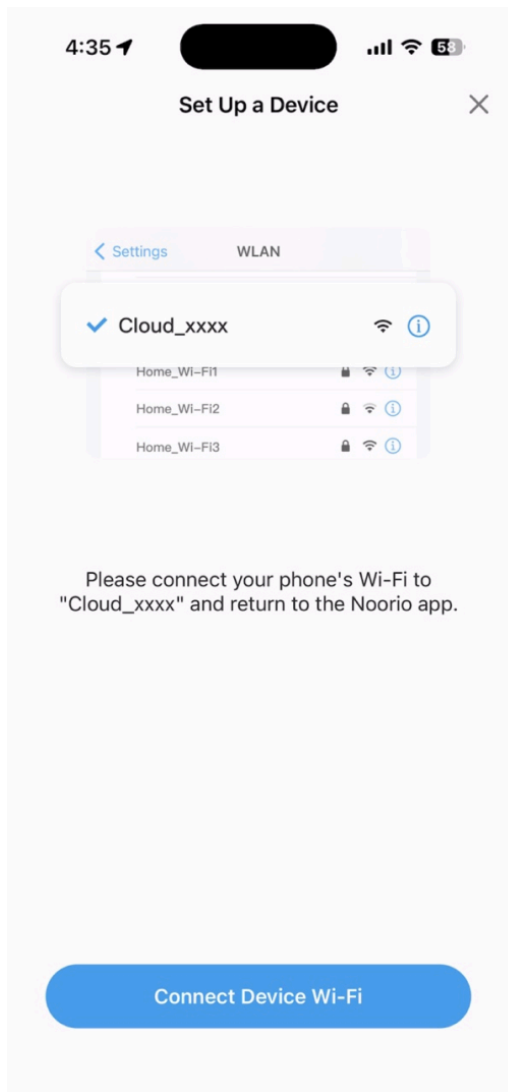 4:35
58
Set Up a Device
Settings
WLAN
Cloud_xxxx
Home_Wi-Fi1
Home_Wi-Fi2
Home_Wi-Fi3
Please connect your phone's Wi-Fi to
"Cloud_xxxx" and return to the Noorio app.
Connect Device Wi-Fi